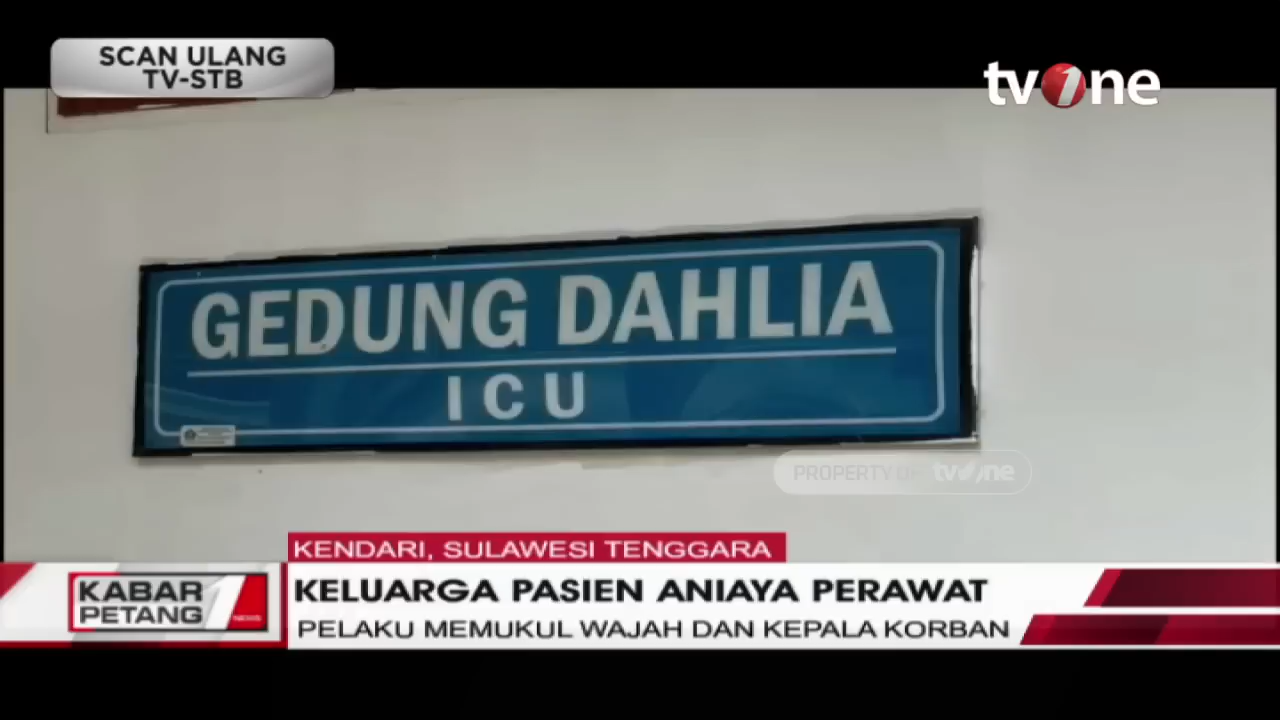 SCAN ULANG
TV-STB
tvOne
GEDUNG DAHLIA
ICU
PROPERTY OF tvOne
KENDARI, SULAWESI TENGGARA
KABAR
PETANG
NEWS
KELUARGA PASIEN ANIAYA PERAWAT
PELAKU MEMUKUL WAJAH DAN KEPALA KORBAN